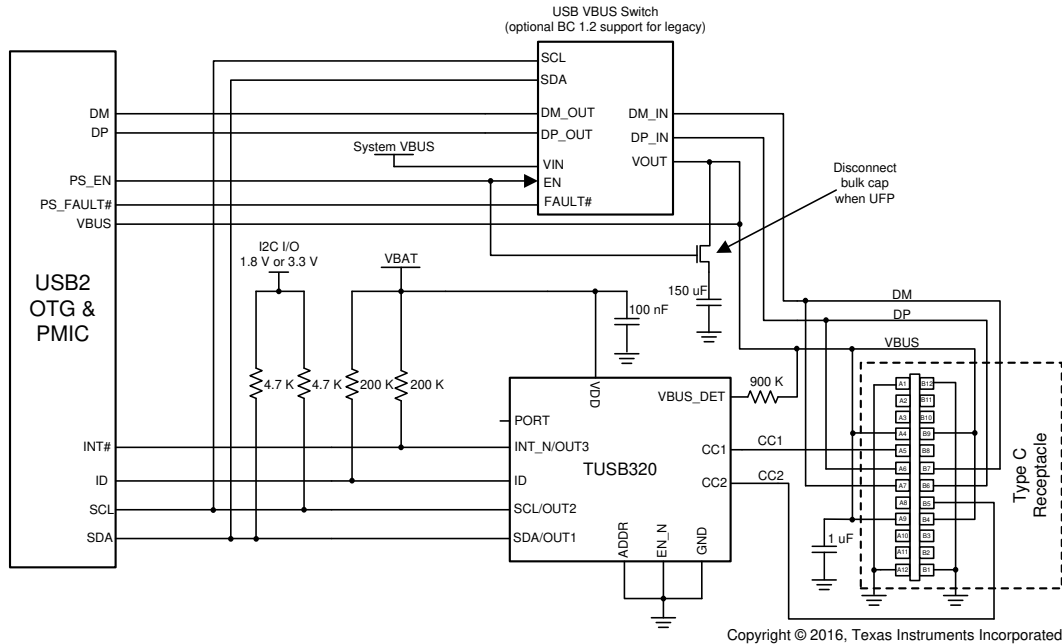 USB VBUS Switch
(optional BC 1.2 support for legacy)
SCL
SDA
DM
DM_OUT
DM_IN
DP
DP_OUT
DP_IN
System VBUS
VIN
VOUT
PS_EN
EN
PS_FAULT#
FAULT#
VBUS
Disconnect
bulk cap
when UFP
USB2
OTG &
PMIC
I2C I/O
1.8 V or 3.3 V
VBAT
150 uF
100 nF
DM
DP
VBUS
4.7 K
4.7 K
200 K
200 K
900 K
VDD
VBUS_DET
PORT
INT#
INT_N/OUT3
CC1
CC1
TUSB320
ID
ID
CC2
CC2
SCL
SCL/OUT2
SDA
SDA/OUT1
ADDR
EN_N
GND
1 uF
A1
B12
A2
B11
A3
B10
A4
B9
A5
B8
A6
B7
A7
B6
A8
B5
A9
B4
A10
B3
A11
B2
A12
B1
Type C
Receptacle
Copyright © 2016, Texas Instruments Incorporated